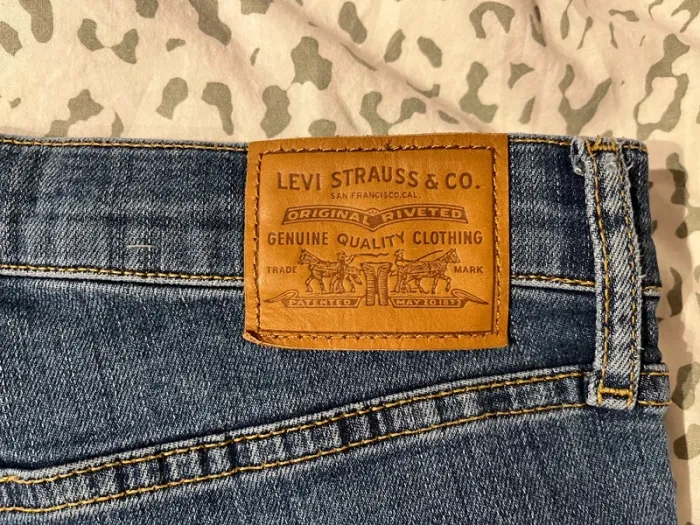 LEVI STRAUSS & CO.
SAN FRANCISCO, CAL.
ORIGINAL RIVETED
GENUINE QUALITY CLOTHING
TRADE MARK
PATENTED MAY 20 1873